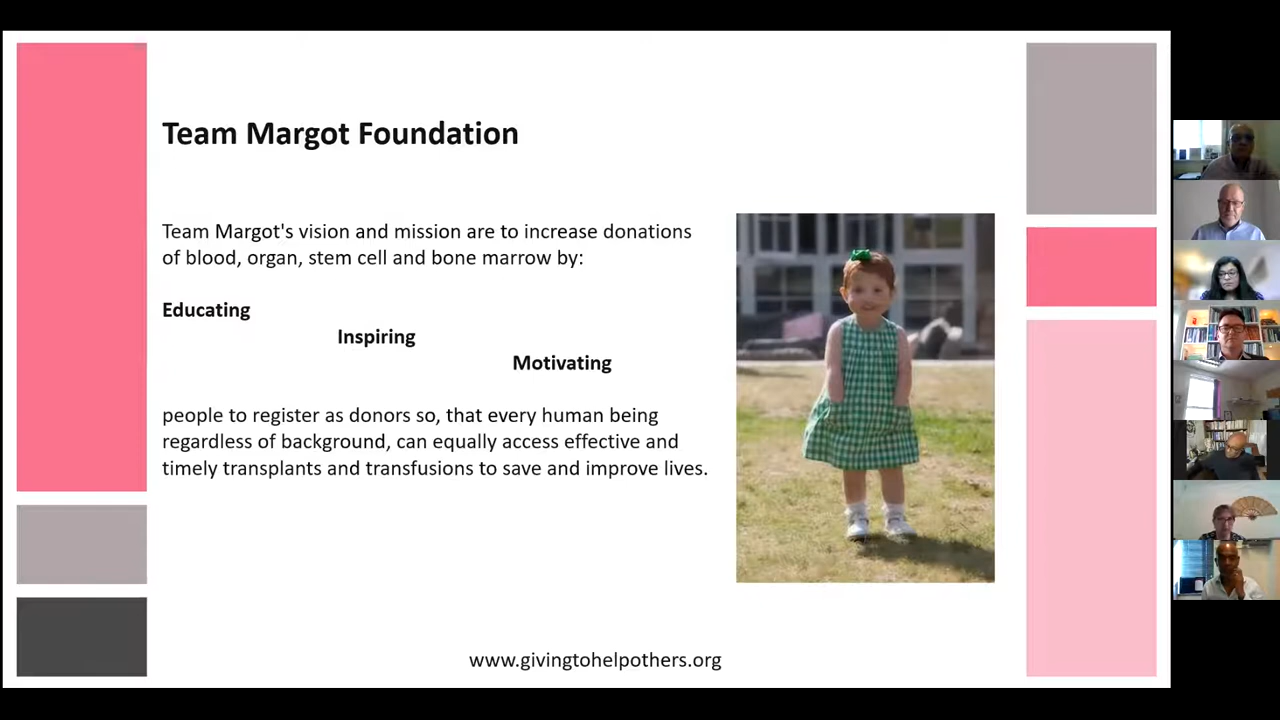 Team Margot Foundation
Team Margot's vision and mission are to increase donations
of blood, organ, stem cell and bone marrow by:
Educating
Inspiring
Motivating
people to register as donors so, that every human being
regardless of background, can equally access effective and
timely transplants and transfusions to save and improve lives.
www.givingtohelpothers.org